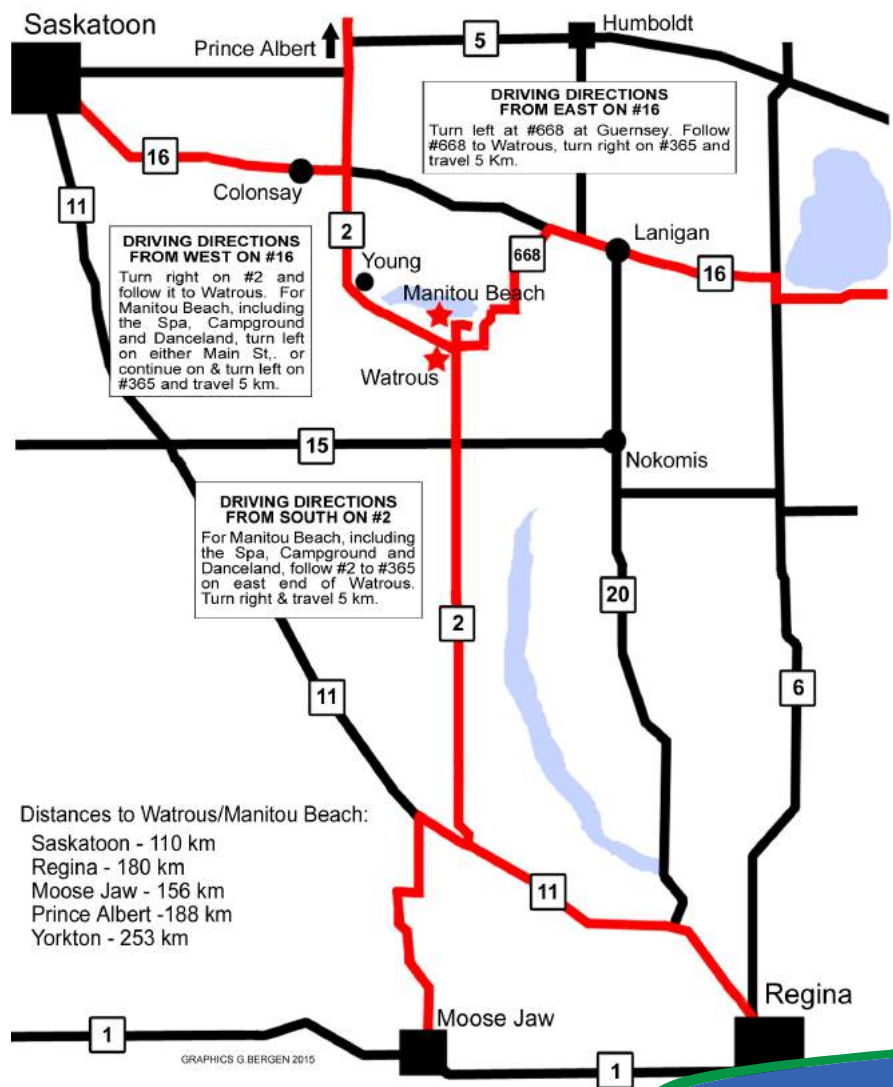 Saskatoon
Prince Albert
5
Humboldt
DRIVING DIRECTIONS
FROM EAST ON #16
Turn left at #668 at Guernsey. Follow
#668 to Watrous, turn right on #365 and
travel 5 Km.
16
Colonsay
11
2
668
Lanigan
16
DRIVING DIRECTIONS
FROM WEST ON #16
Turn right on #2 and
follow it to Watrous. For
Manitou Beach, including
the Spa, Campground
and Danceland, turn left
on either Main St,. or
continue on & turn left on
#365 and travel 5 km.
Young
Manitou Beach
Watrous
15
Nokomis
DRIVING DIRECTIONS
FROM SOUTH ON #2
For Manitou Beach, including
the Spa, Campground and
Danceland, follow #2 to #365
on east end of Watrous.
Turn right & travel 5 km.
20
2
6
11
Distances to Watrous/Manitou Beach:
Saskatoon - 110 km
Regina - 180 km
Moose Jaw - 156 km
Prince Albert -188 km
Yorkton - 253 km
11
Regina
Moose Jaw
1
GRAPHICS G.BERGEN 2015
1